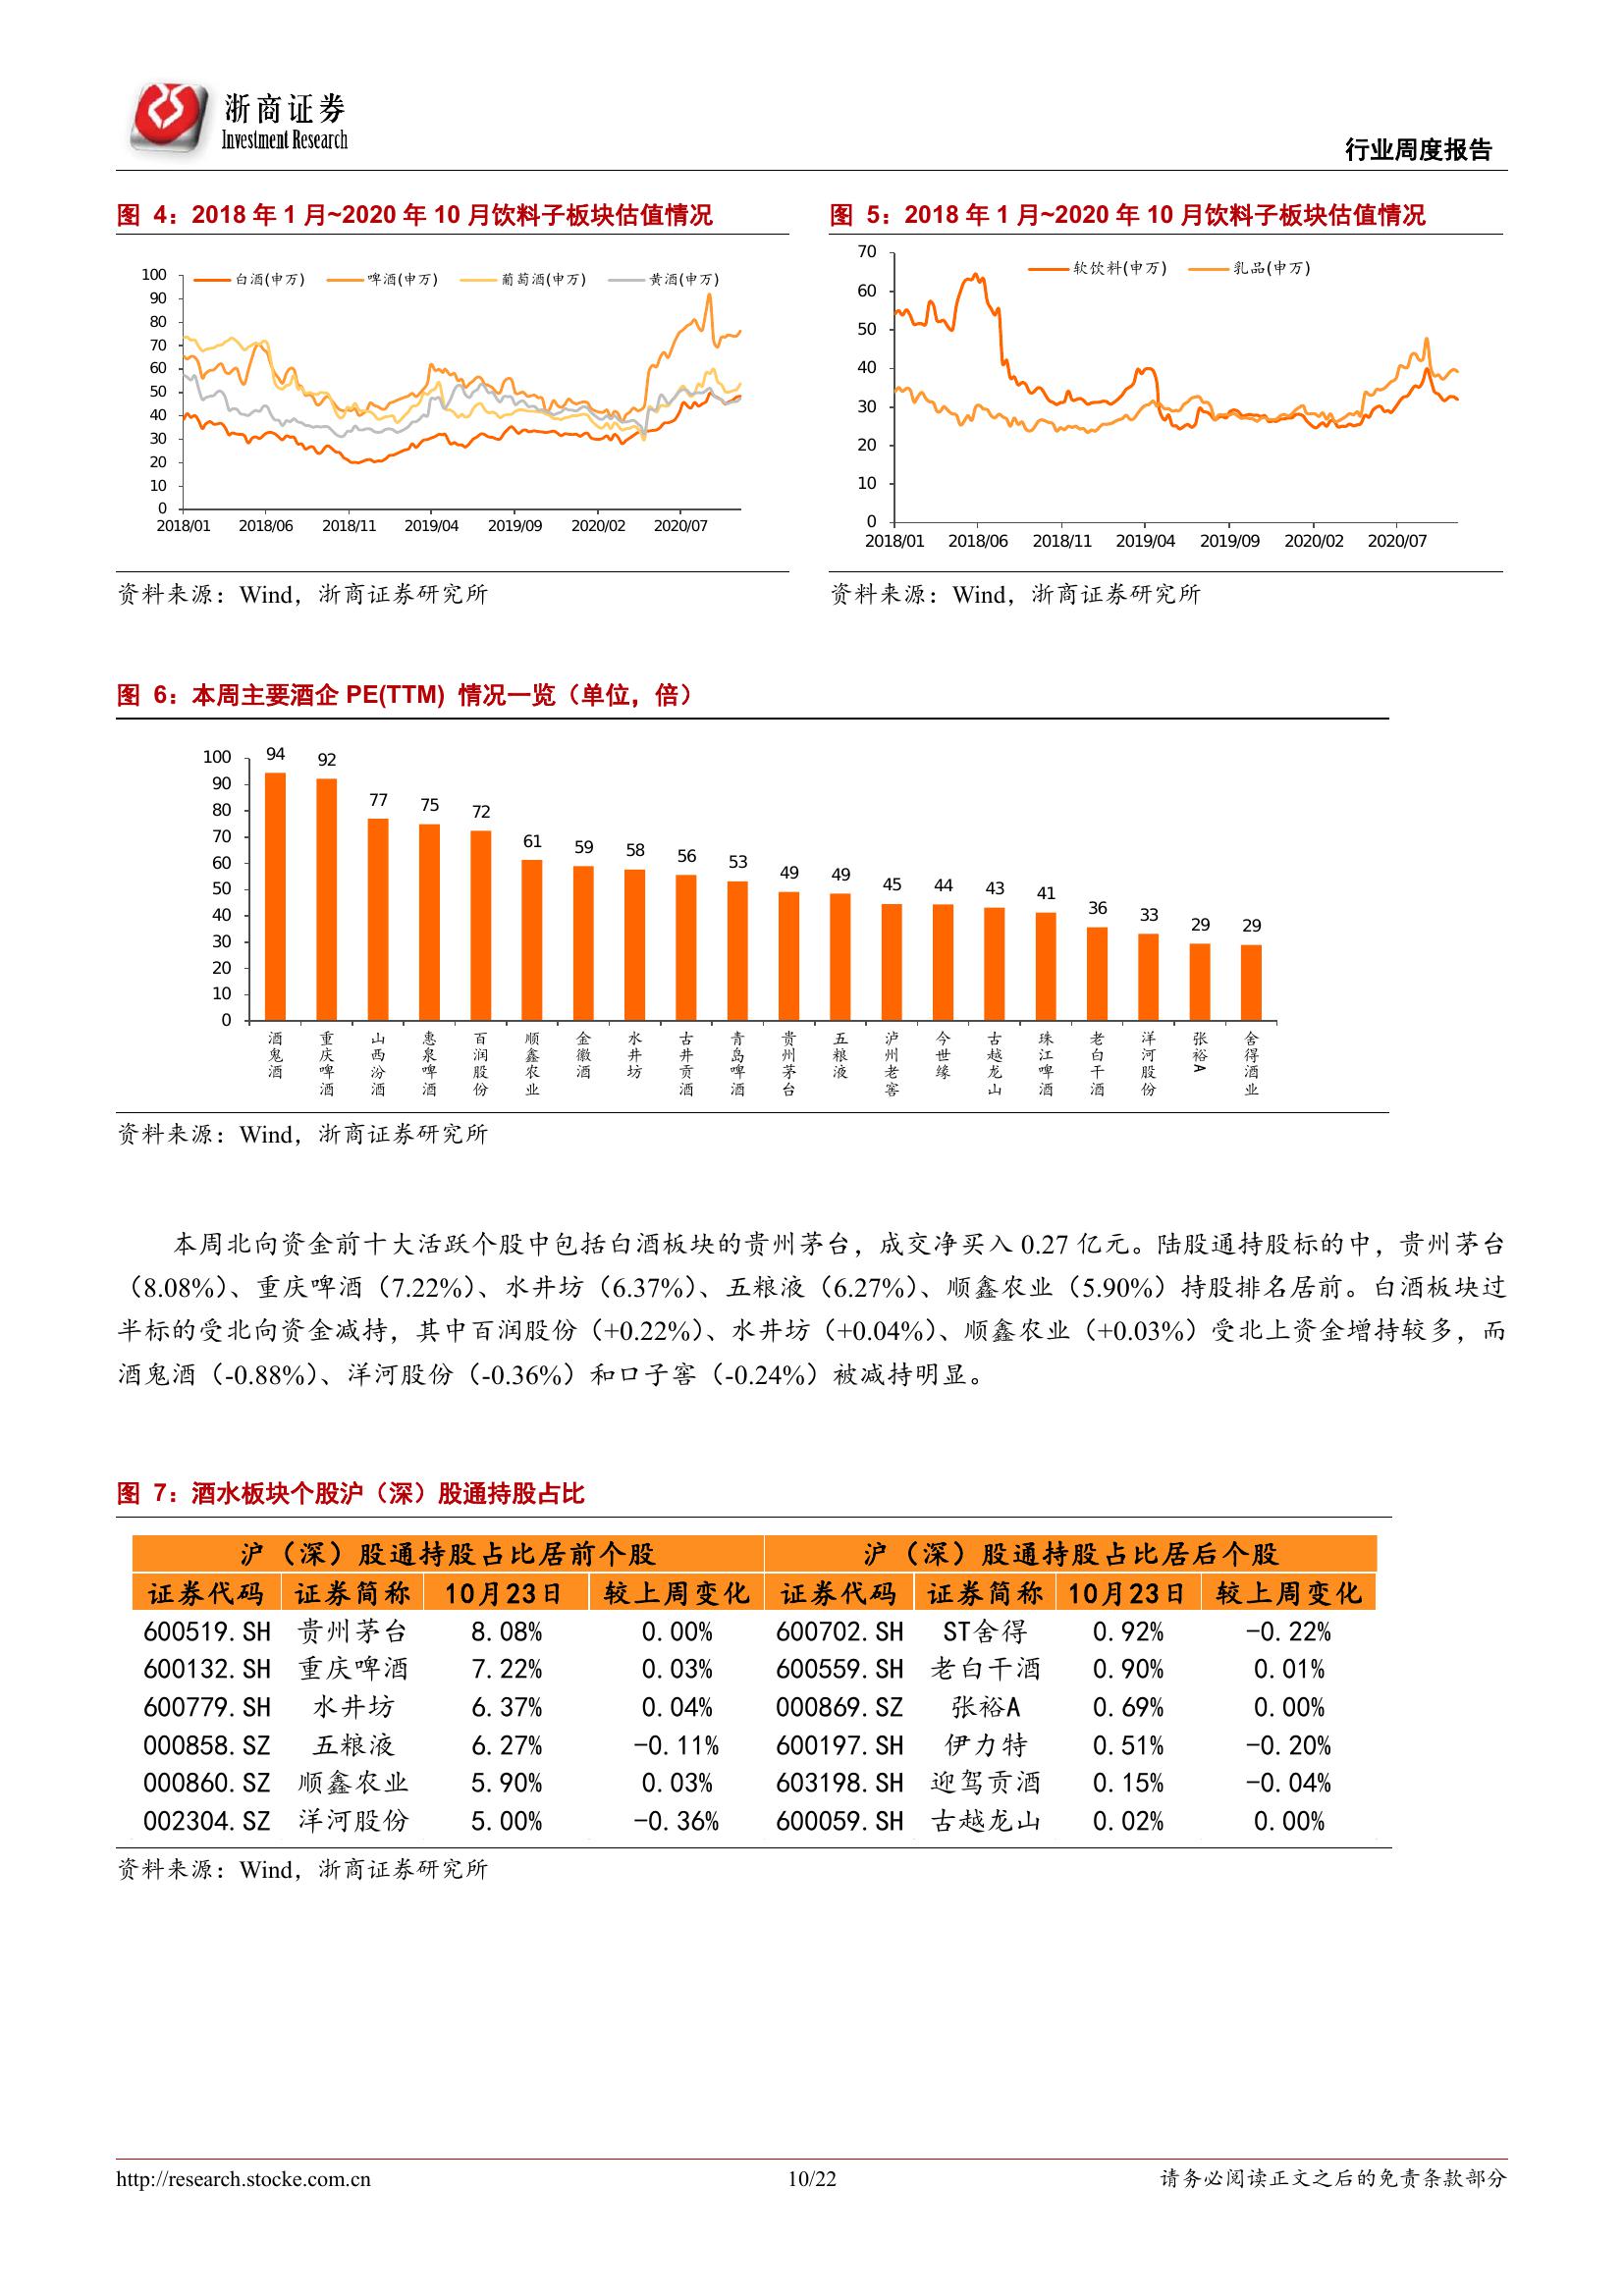 浙商证券
Investment Research
行业周度报告
图 4：2018 年 1 月~2020 年 10 月饮料子板块估值情况
白酒(申万) 啤酒(申万) 葡萄酒(申万) 黄酒(申万)
100
90
80
70
60
50
40
30
20
10
0
2018/01 2018/06 2018/11 2019/04 2019/09 2020/02 2020/07
资料来源：Wind，浙商证券研究所
图 5：2018 年 1 月~2020 年 10 月饮料子板块估值情况
软饮料(申万) 乳品(申万)
70
60
50
40
30
20
10
0
2018/01 2018/06 2018/11 2019/04 2019/09 2020/02 2020/07
资料来源：Wind，浙商证券研究所
图 6：本周主要酒企 PE(TTM) 情况一览（单位，倍）
100
90
80
70
60
50
40
30
20
10
0
94 92 77 75 72 61 59 58 56 53 49 49 45 44 43 41 36 33 29 29
酒鬼酒 重庆啤酒 山西汾酒 惠泉啤酒 百润股份 顺鑫农业 金徽酒 水井坊 古井贡酒 青岛啤酒 贵州茅台 五粮液 泸州老窖 今世缘 古越龙山 珠江啤酒 老白干酒 洋河股份 张裕A 舍得酒业
资料来源：Wind，浙商证券研究所
本周北向资金前十大活跃个股中包括白酒板块的贵州茅台，成交净买入 0.27 亿元。陆股通持股标的中，贵州茅台
（8.08%）、重庆啤酒（7.22%）、水井坊（6.37%）、五粮液（6.27%）、顺鑫农业（5.90%）持股排名居前。白酒板块过
半标的受北向资金减持，其中百润股份（+0.22%）、水井坊（+0.04%）、顺鑫农业（+0.03%）受北上资金增持较多，而
酒鬼酒（-0.88%）、洋河股份（-0.36%）和口子窖（-0.24%）被减持明显。
图 7：酒水板块个股沪（深）股通持股占比
沪（深）股通持股占比居前个股 沪（深）股通持股占比居后个股
证券代码 证券简称 10月23日 较上周变化 证券代码 证券简称 10月23日 较上周变化
600519.SH 贵州茅台 8.08% 0.00% 600702.SH ST舍得 0.92% -0.22%
600132.SH 重庆啤酒 7.22% 0.03% 600559.SH 老白干酒 0.90% 0.01%
600779.SH 水井坊 6.37% 0.04% 000869.SZ 张裕A 0.69% 0.00%
000858.SZ 五粮液 6.27% -0.11% 600197.SH 伊力特 0.51% -0.20%
000860.SZ 顺鑫农业 5.90% 0.03% 603198.SH 迎驾贡酒 0.15% -0.04%
002304.SZ 洋河股份 5.00% -0.36% 600059.SH 古越龙山 0.02% 0.00%
资料来源：Wind，浙商证券研究所
http://research.stocke.com.cn 10/22 请务必阅读正文之后的免责条款部分